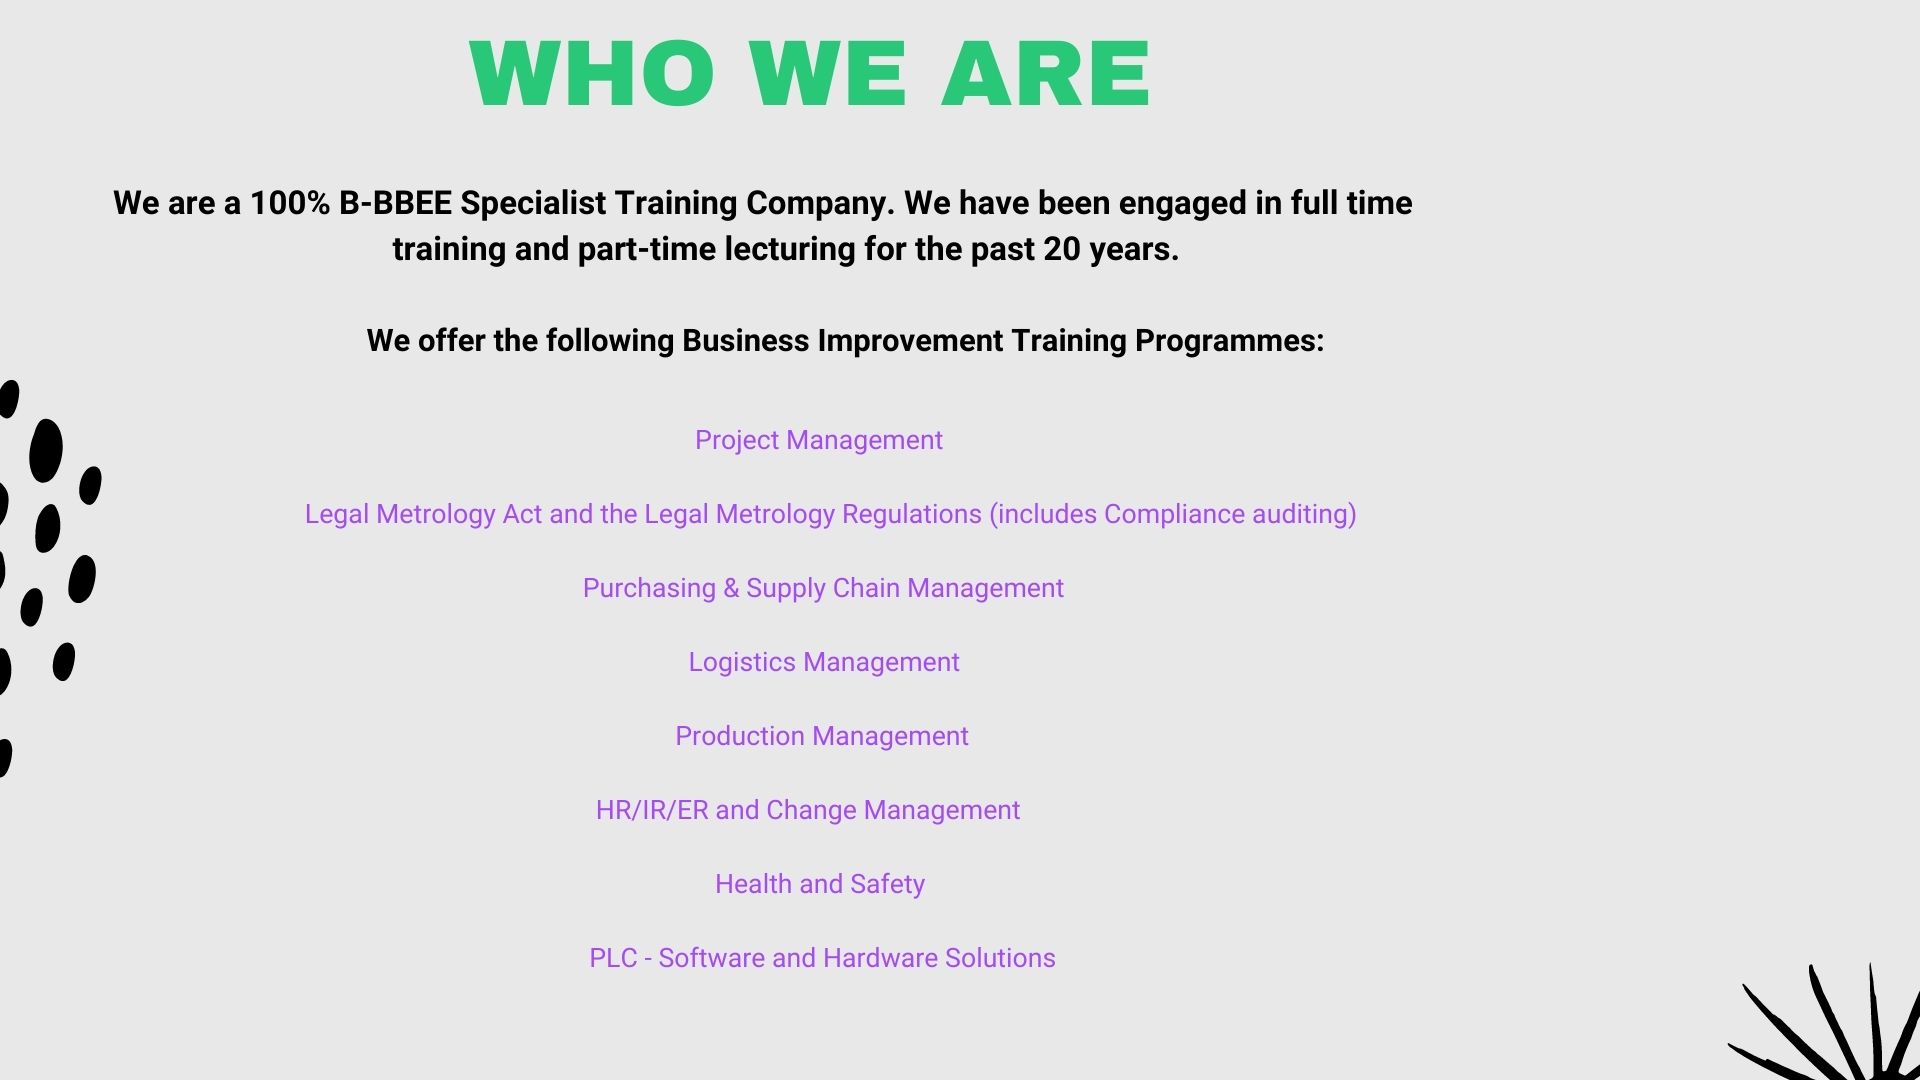 WHO WE ARE
We are a 100% B-BBEE Specialist Training Company. We have been engaged in full time
training and part-time lecturing for the past 20 years.
We offer the following Business Improvement Training Programmes:
Project Management
Legal Metrology Act and the Legal Metrology Regulations (includes Compliance auditing)
Purchasing & Supply Chain Management
Logistics Management
Production Management
HR/IR/ER and Change Management
Health and Safety
PLC - Software and Hardware Solutions